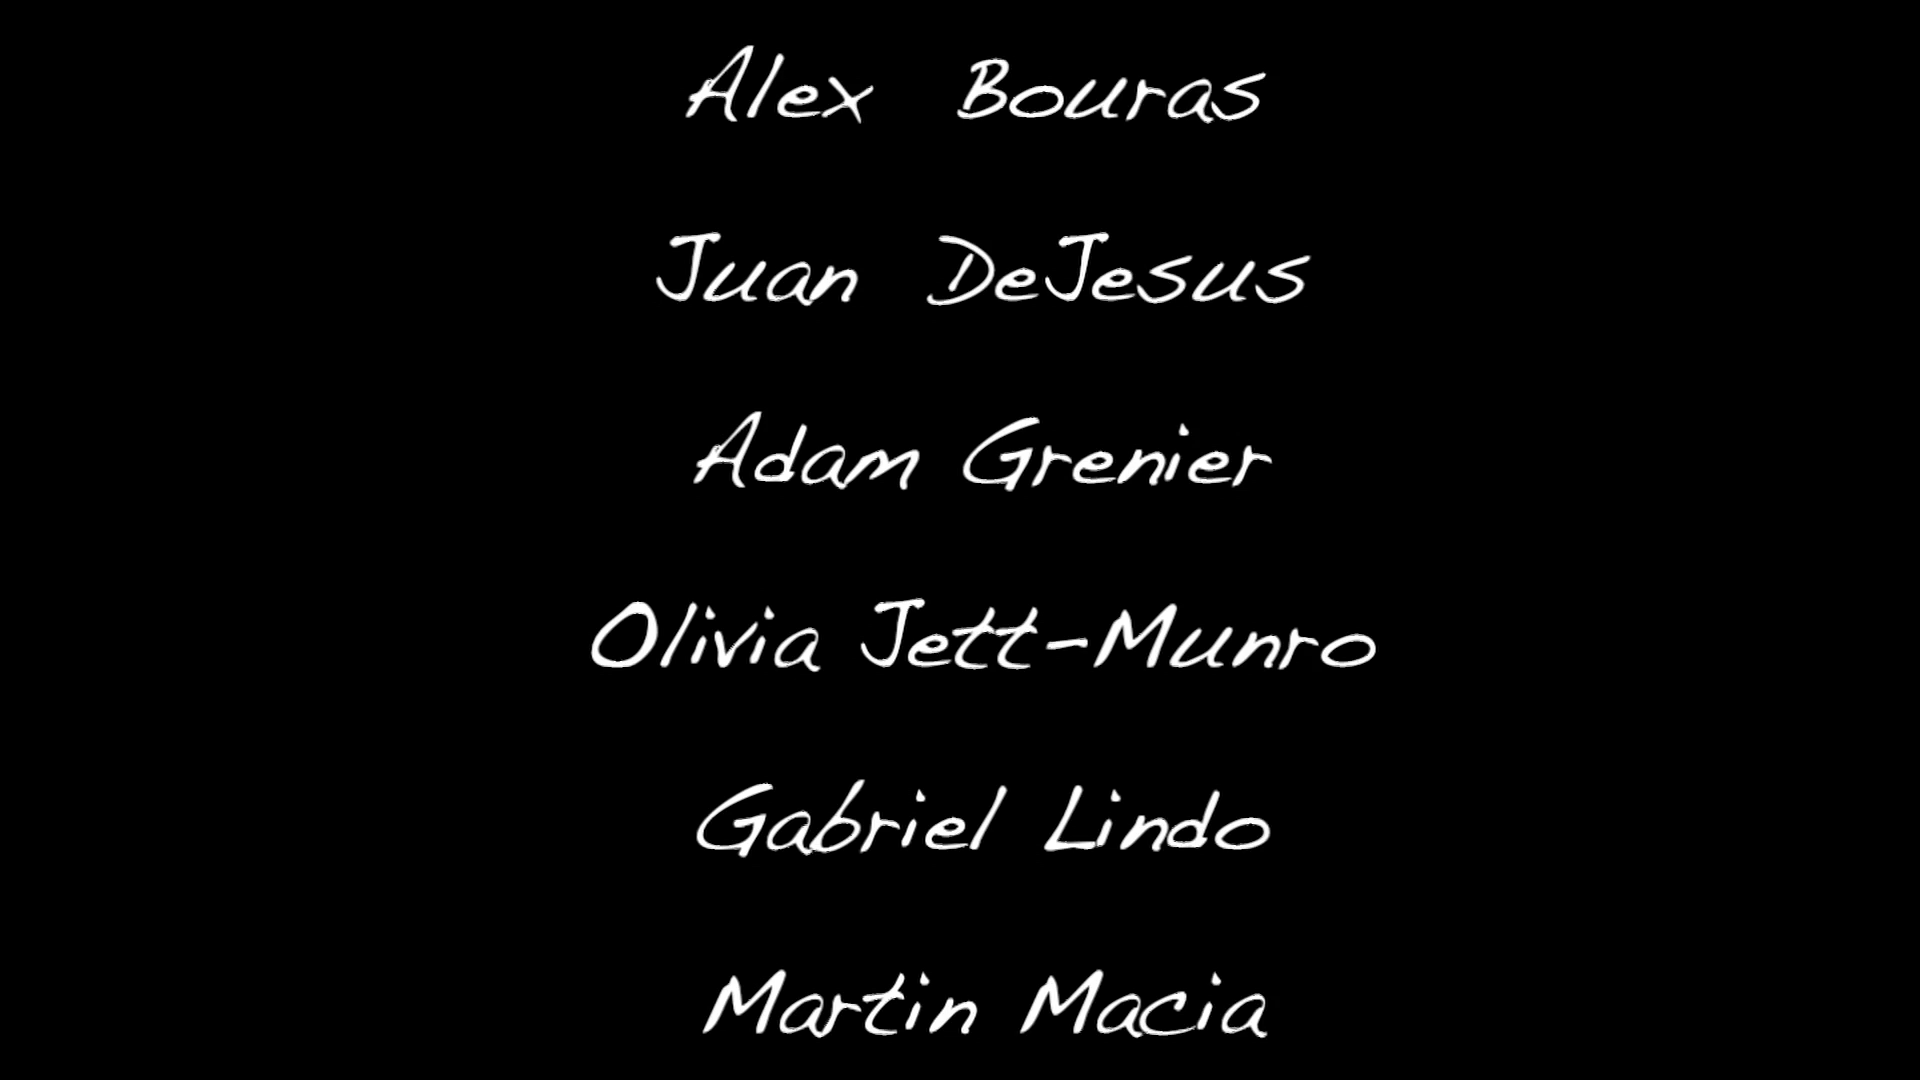 Alex Bouras
Juan DeJesus
Adam Grenier
Olivia Jett-Munro
Gabriel Lindo
Martin Macia